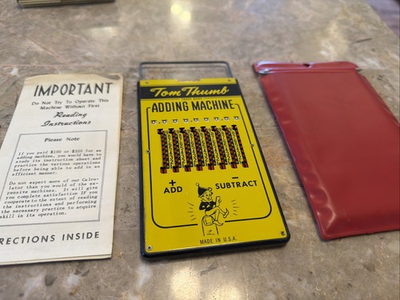 IMPORTANT
Do Not Try To Operate This
Machine Without First
Reading
Instructions
Please Note
If you paid $100 or $200 for an
adding machine, you would have to
study its instruction sheet and
practice the various operations
before being able to add in an
efficient manner.
Do not expect more of our Calcu-
lator than you would of the ex-
pensive machines. It will give
you complete satisfaction if you
cooperate to the extent of reading
the instructions and performing
the necessary practice to acquire
skill in its operation.
RECTIONS INSIDE
Tom Thumb
ADDING MACHINE
+ −
ADD SUBTRACT
MADE IN U.S.A.